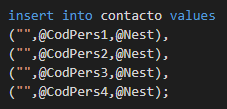 insert into contacto values
("",@CodPers1,@Nest),
("",@CodPers2,@Nest),
("",@CodPers3,@Nest),
("",@CodPers4,@Nest);